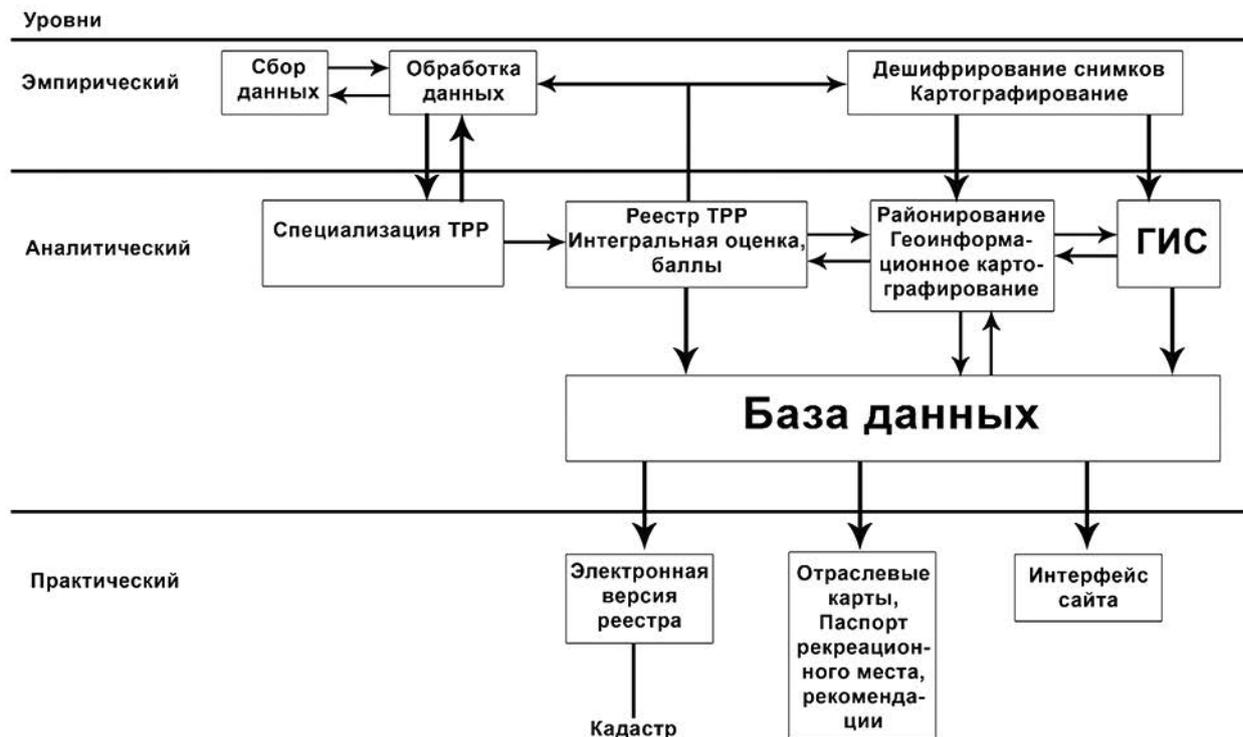 Уровни
Эмпирический
Сбор
данных
Обработка
данных
Дешифрирование снимков
Картографирование
Аналитический
Специализация ТРР
Реестр ТРР
Интегральная оценка,
баллы
Районирование
Геоинформа-
ционное карто-
графирование
ГИС
База данных
Практический
Электронная
версия
реестра
Кадастр
Отраслевые
карты,
Паспорт
рекреацион-
ного места,
рекоменда-
ции
Интерфейс
сайта